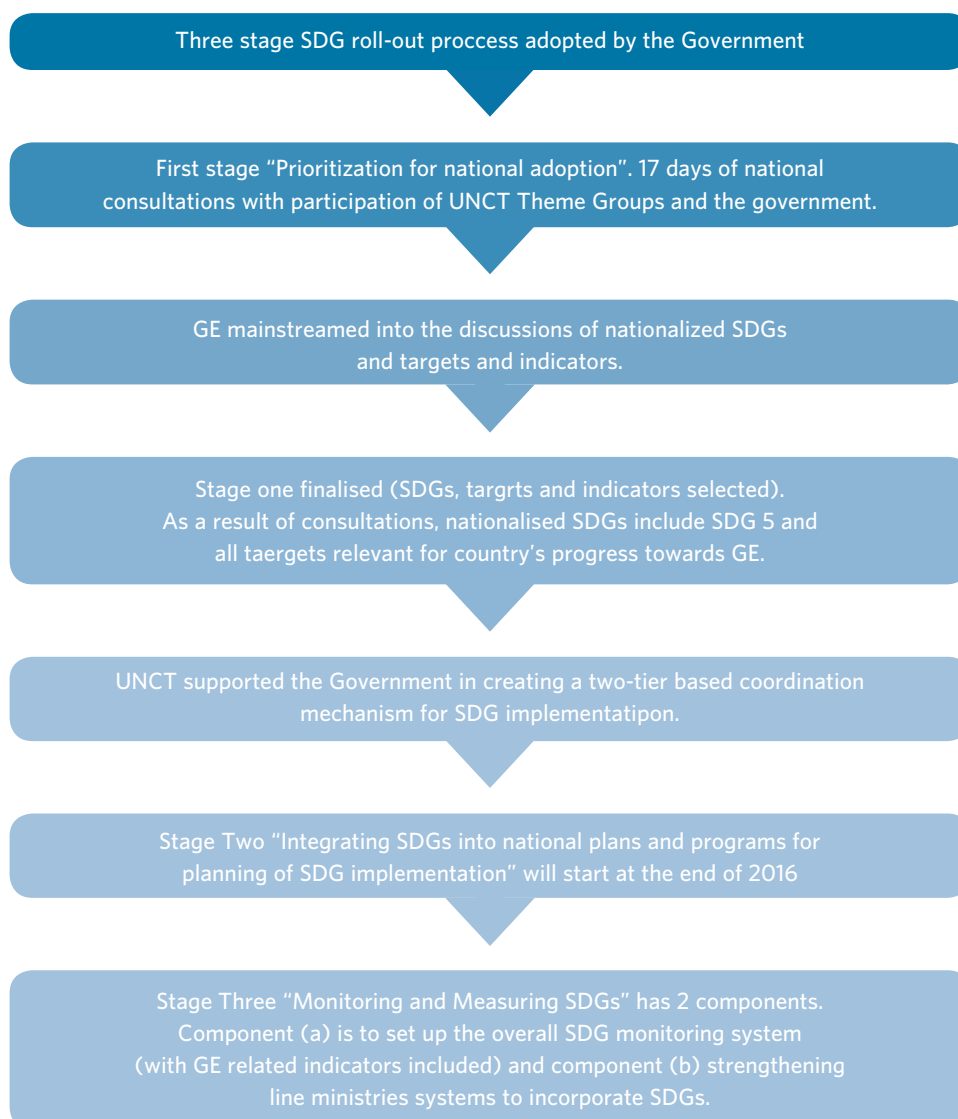 Three stage SDG roll-out proccess adopted by the Government
First stage “Prioritization for national adoption”. 17 days of national
consultations with participation of UNCT Theme Groups and the government.
GE mainstreamed into the discussions of nationalized SDGs
and targets and indicators.
Stage one finalised (SDGs, targrts and indicators selected).
As a result of consultations, nationalised SDGs include SDG 5 and
all taergets relevant for country’s progress towards GE.
UNCT supported the Government in creating a two-tier based coordination
mechanism for SDG implementatipon.
Stage Two “Integrating SDGs into national plans and programs for
planning of SDG implementation” will start at the end of 2016
Stage Three “Monitoring and Measuring SDGs” has 2 components.
Component (a) is to set up the overall SDG monitoring system
(with GE related indicators included) and component (b) strengthening
line ministries systems to incorporate SDGs.